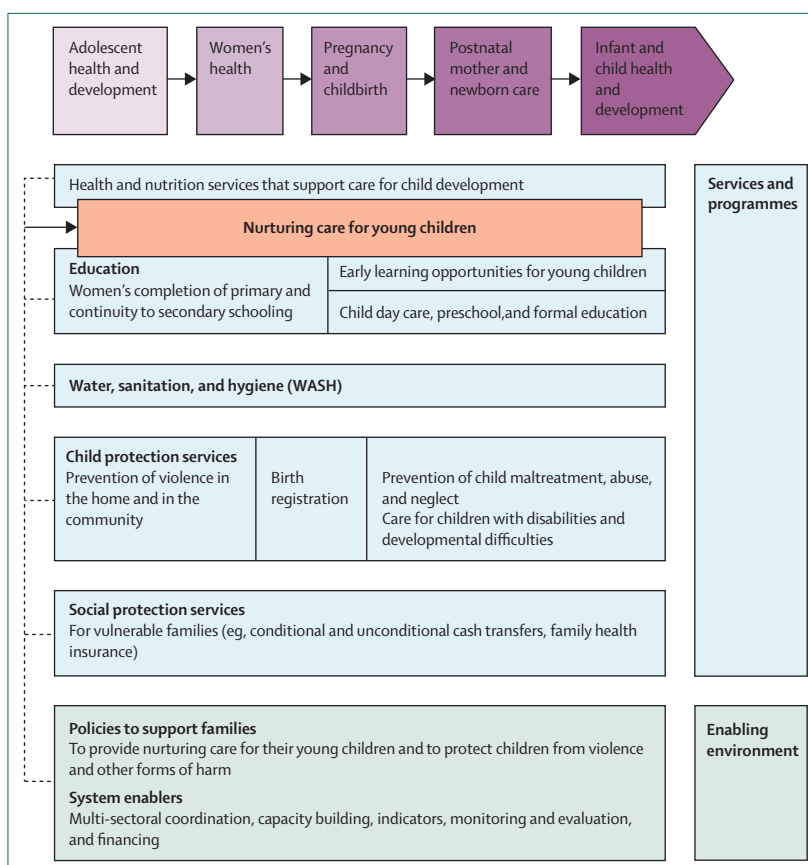 Adolescent
health and
development
Women's
health
Pregnancy
and
childbirth
Postnatal
mother and
newborn care
Infant and
child health
and
development
Health and nutrition services that support care for child development
Services and
programmes
Nurturing care for young children
Education
Women's completion of primary and
continuity to secondary schooling
Early learning opportunities for young children
Child day care, preschool,and formal education
Water, sanitation, and hygiene (WASH)
Child protection services
Prevention of violence in
the home and in the
community
Birth
registration
Prevention of child maltreatment, abuse,
and neglect
Care for children with disabilities and
developmental difficulties
Social protection services
For vulnerable families (eg, conditional and unconditional cash transfers, family health
insurance)
Policies to support families
To provide nurturing care for their young children and to protect children from violence
and other forms of harm
System enablers
Multi-sectoral coordination, capacity building, indicators, monitoring and evaluation,
and financing
Enabling
environment